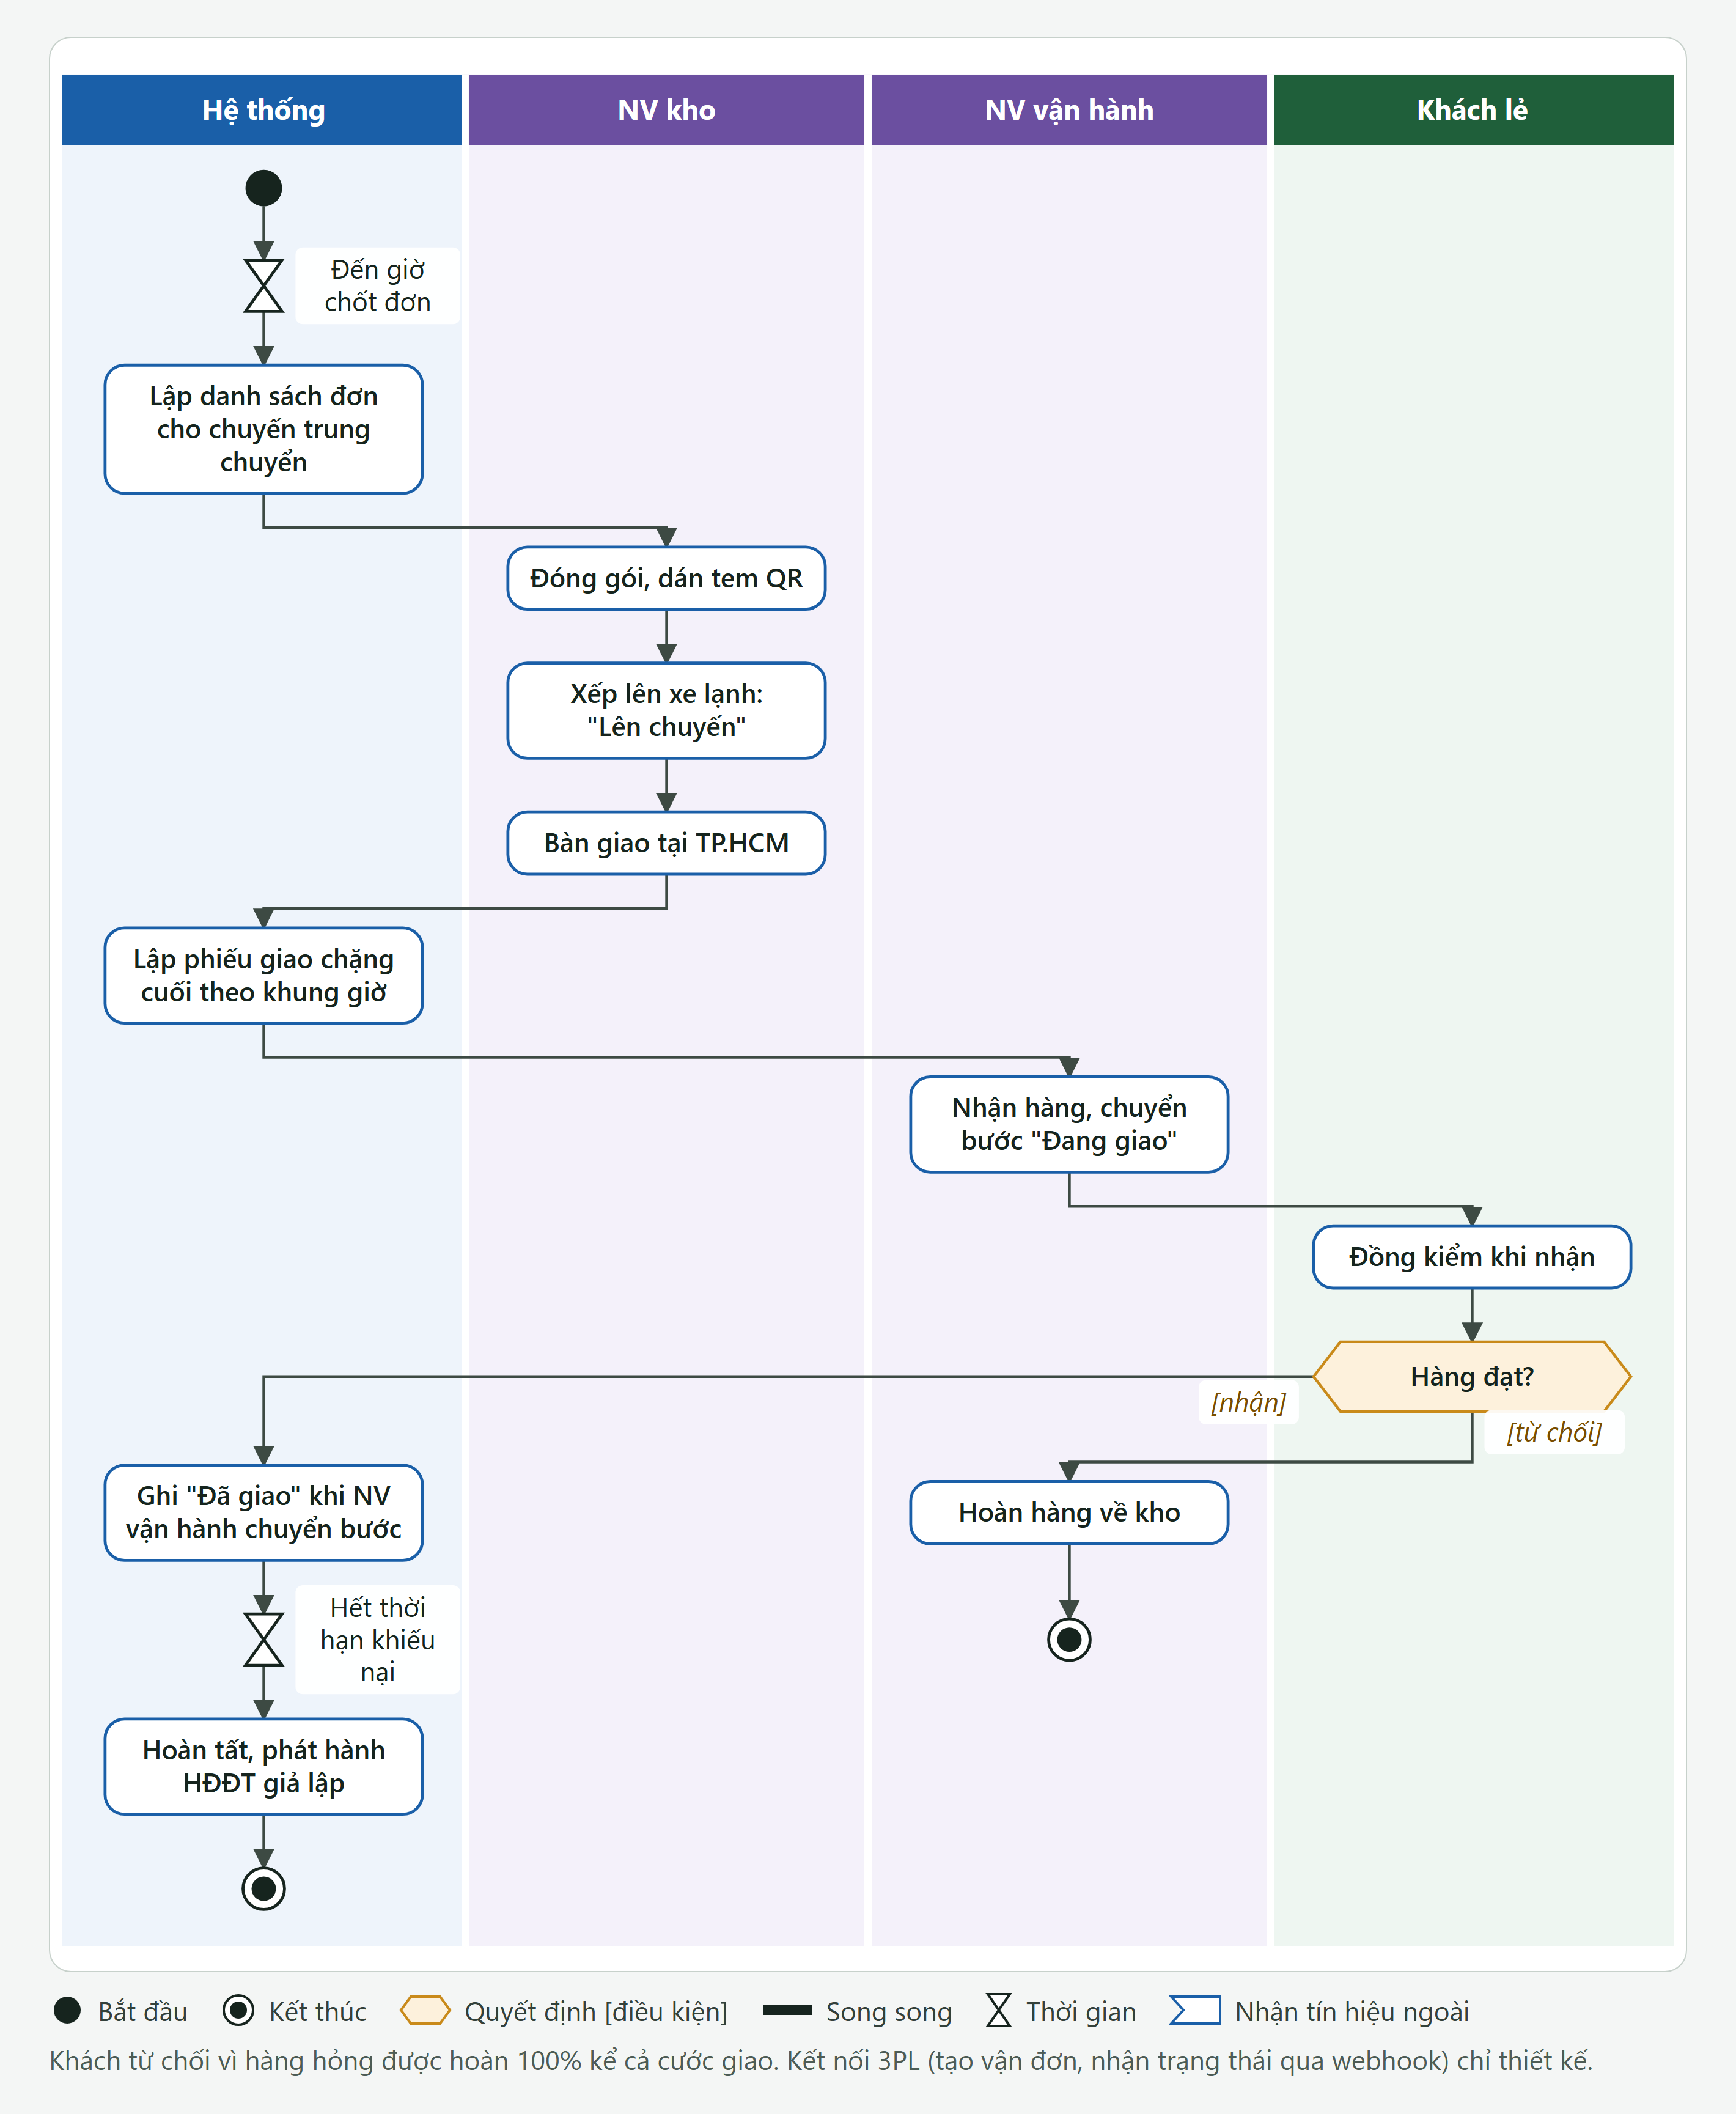 Hệ thống
NV kho
NV vận hành
Khách lẻ
Đến giờ
chốt đơn
Lập danh sách đơn
cho chuyến trung
chuyển
Đóng gói, dán tem QR
Xếp lên xe lạnh:
"Lên chuyến"
Bàn giao tại TP.HCM
Lập phiếu giao chặng
cuối theo khung giờ
Nhận hàng, chuyển
bước "Đang giao"
Đồng kiểm khi nhận
Hàng đạt?
[nhận]
[từ chối]
Ghi "Đã giao" khi NV
vận hành chuyển bước
Hoàn hàng về kho
Hết thời
hạn khiếu
nại
Hoàn tất, phát hành
HĐĐT giả lập
Bắt đầu
Kết thúc
Quyết định [điều kiện]
Song song
Thời gian
Nhận tín hiệu ngoài
Khách từ chối vì hàng hỏng được hoàn 100% kể cả cước giao. Kết nối 3PL (tạo vận đơn, nhận trạng thái qua webhook) chỉ thiết kế.